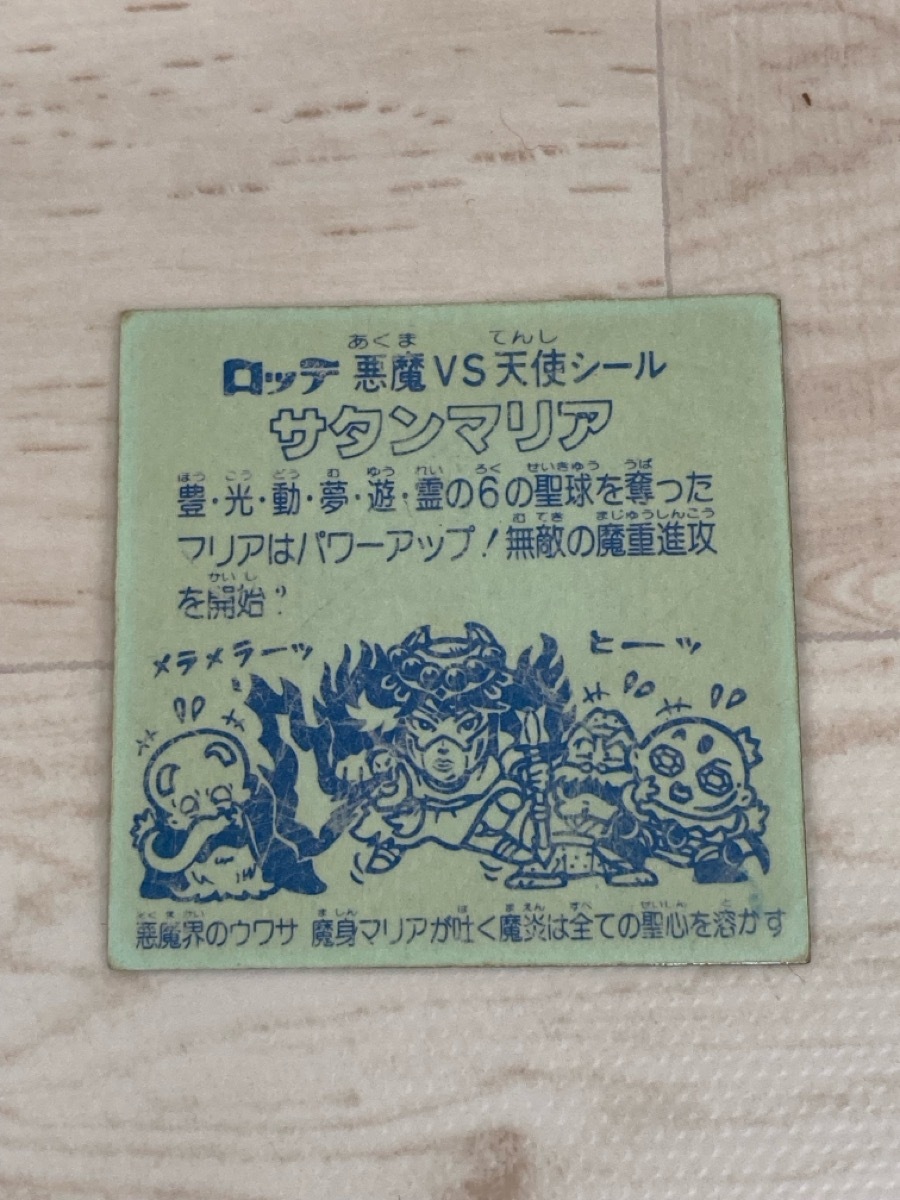 ロッテ 悪魔VS天使シール
サタンマリア
豊・光・動・夢・遊・霊の6の聖球を奪った
マリアはパワーアップ!無敵の魔重進攻
を開始?
メラメラーッ
ヒーーッ
悪魔界のウワサ 魔身マリアが吐く魔炎は全ての聖心を溶かす